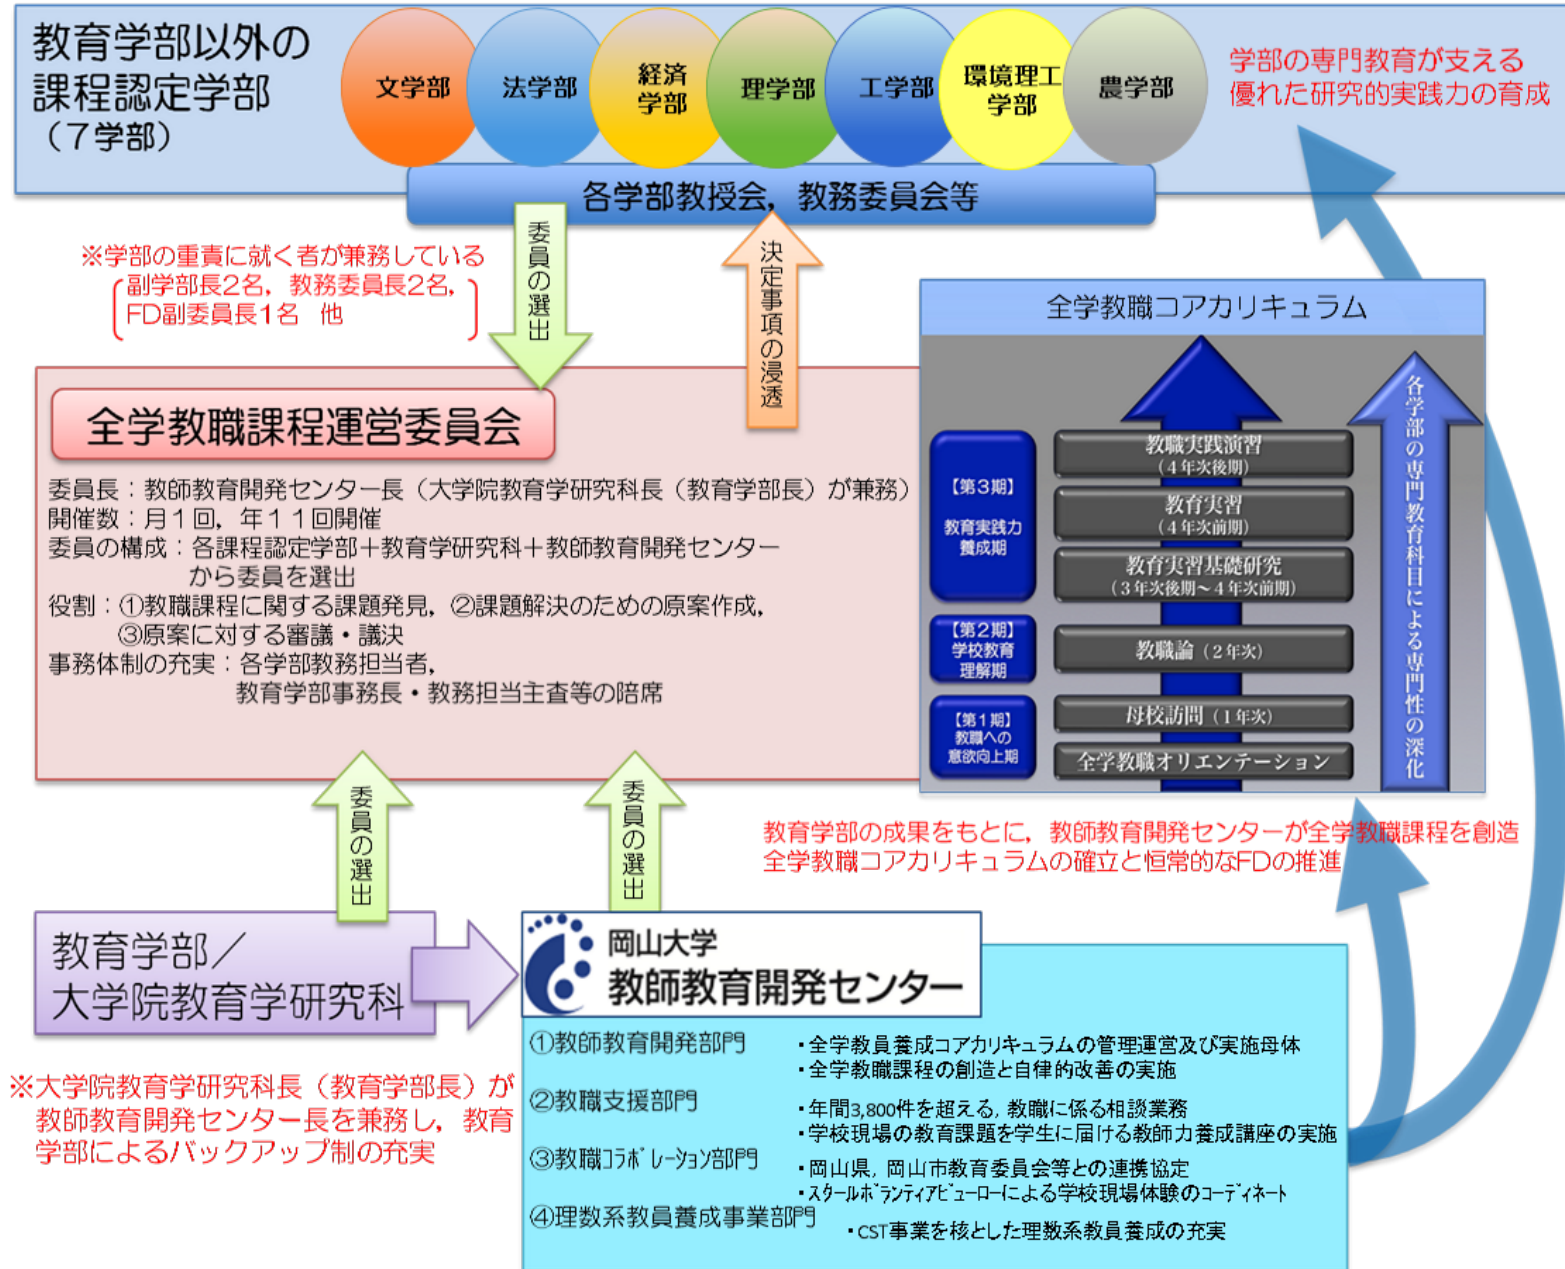 教育学部以外の
課程認定学部
（７学部）
文学部
法学部
経済
学部
理学部
工学部
環境理工
学部
農学部
学部の専門教育が支える
優れた研究的実践力の育成
各学部教授会，教務委員会等
※学部の重責に就く者が兼務している
副学部長2名，教務委員長2名，
FD副委員長1名　他
委員の選出
決定事項の浸透
全学教職課程運営委員会
委員長：教師教育開発センター長（大学院教育学研究科長（教育学部長）が兼務）
開催数：月１回，年１１回開催
委員の構成：各課程認定学部＋教育学研究科＋教師教育開発センター
から委員を選出
役割：①教職課程に関する課題発見，②課題解決のための原案作成，
③原案に対する審議・議決
事務体制の充実：各学部教務担当者，
教育学部事務長・教務担当主査等の陪席
全学教職コアカリキュラム
【第３期】
教育実践力
養成期
教職実践演習
（４年次後期）
教育実習
（４年次前期）
教育実習基礎研究
（３年次後期～４年次前期）
【第２期】
学校教育
理解期
教職論（２年次）
【第１期】
教職への
意欲向上期
母校訪問（１年次）
全学教職オリエンテーション
各学部の専門教育科目による専門性の深化
委員の選出
委員の選出
教育学部の成果をもとに，教師教育開発センターが全学教職課程を創造
全学教職コアカリキュラムの確立と恒常的なFDの推進
教育学部／
大学院教育学研究科
※大学院教育学研究科長（教育学部長）が
教師教育開発センター長を兼務し，教育
学部によるバックアップ制の充実
岡山大学
教師教育開発センター
①教師教育開発部門
・全学教員養成コアカリキュラムの管理運営及び実施母体
・全学教職課程の創造と自律的改善の実施
②教職支援部門
・年間3,800件を超える，教職に係る相談業務
・学校現場の教育課題を学生に届ける教師力養成講座の実施
③教職ｺﾗﾎﾞﾚｰｼｮﾝ部門
・岡山県，岡山市教育委員会等との連携協定
・ｽｸｰﾙﾎﾞﾗﾝﾃｨｱﾋﾞｭｰﾛｰによる学校現場体験のｺｰﾃﾞｨﾈｰﾄ
④理数系教員養成事業部門
・CST事業を核とした理数系教員養成の充実